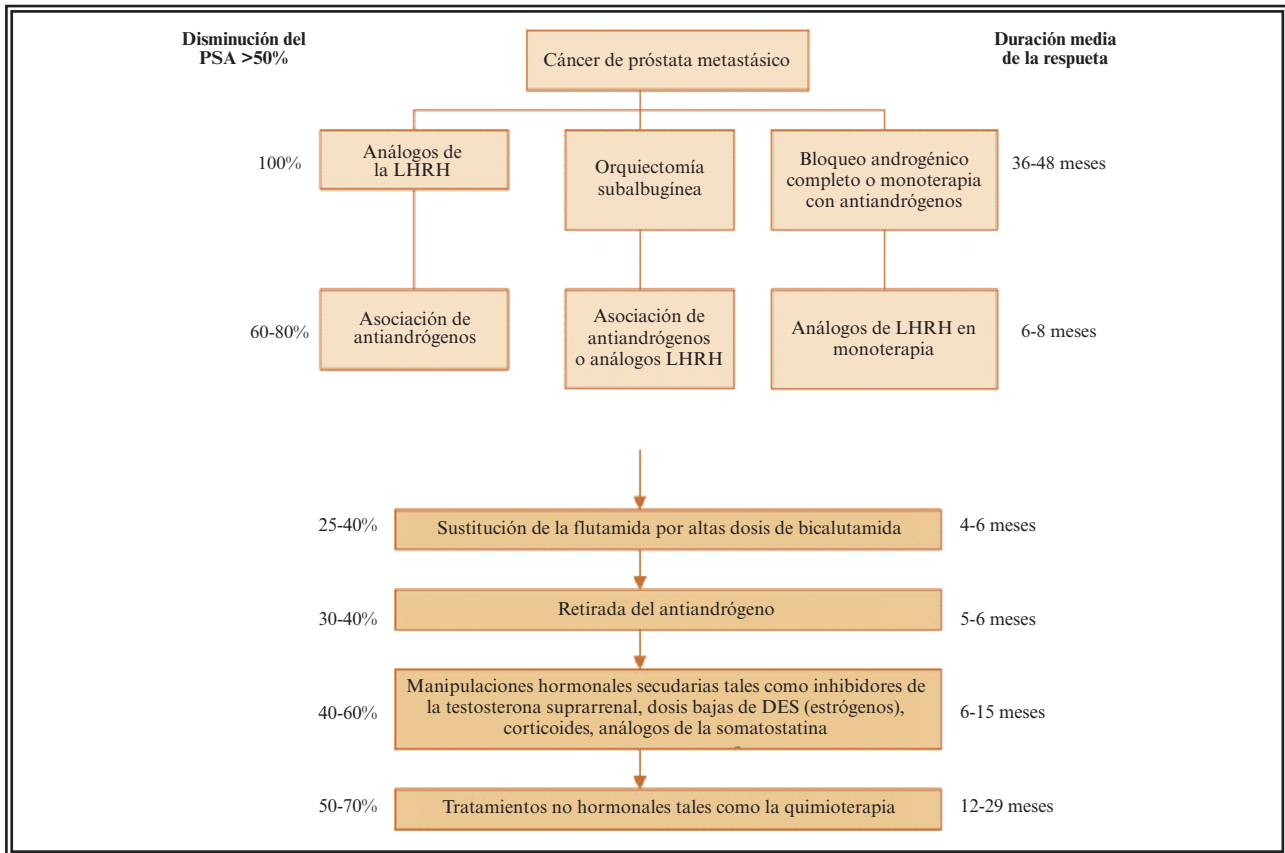 Disminución del
PSA >50%
Cáncer de próstata metastásico
Duración media
de la respueta
100%
Análogos de
la LHRH
Orquiectomía
subalbugínea
Bloqueo androgénico
completo o monoterapia
con antiandrógenos
36-48 meses
60-80%
Asociación de
antiandrógenos
Asociación de
antiandrógenos
o análogos LHRH
Análogos de LHRH en
monoterapia
6-8 meses
25-40%
Sustitución de la flutamida por altas dosis de bicalutamida
4-6 meses
30-40%
Retirada del antiandrógeno
5-6 meses
40-60%
Manipulaciones hormonales secudarias tales como inhibidores de
la testosterona suprarrenal, dosis bajas de DES (estrógenos),
corticoides, análogos de la somatostatina
6-15 meses
50-70%
Tratamientos no hormonales tales como la quimioterapia
12-29 meses